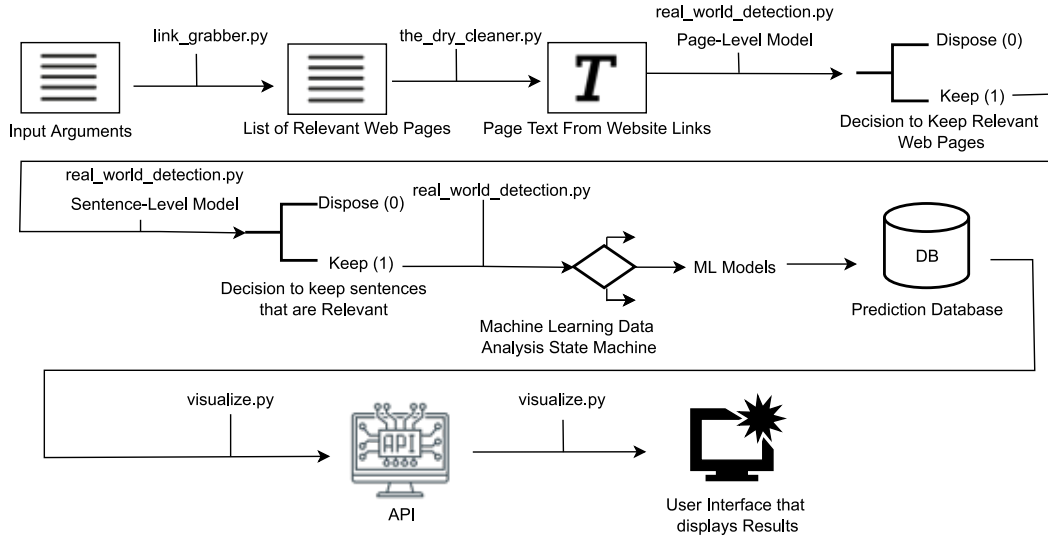 link_grabber.py
the_dry_cleaner.py
real_world_detection.py
Page-Level Model
T
Dispose (0)
Keep (1)
Input Arguments
List of Relevant Web Pages
Page Text From Website Links
Decision to Keep Relevant
Web Pages
real_world_detection.py
Sentence-Level Model
Dispose (0)
Keep (1)
Decision to keep sentences
that are Relevant
real_world_detection.py
Machine Learning Data
Analysis State Machine
ML Models
DB
Prediction Database
visualize.py
API
API
visualize.py
User Interface that
displays Results